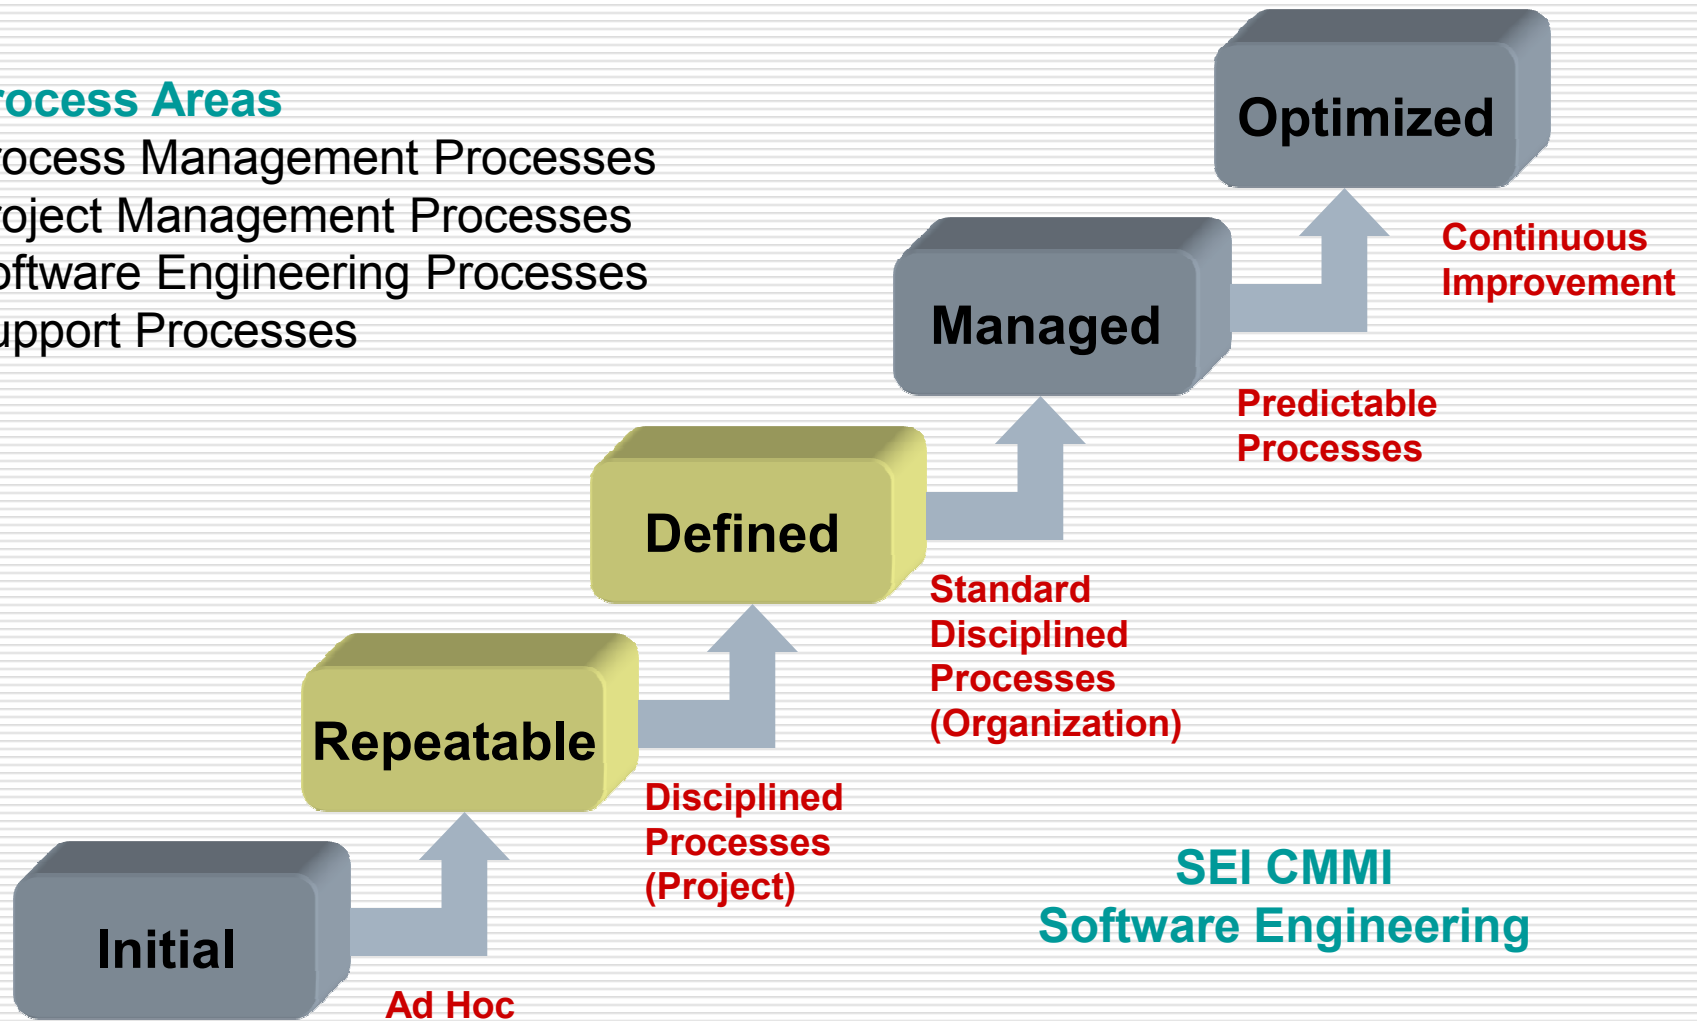 rocess Areas
rocess Management Processes
roject Management Processes
oftware Engineering Processes
upport Processes
Optimized
Continuous
Improvement
Managed
Predictable
Processes
Defined
Standard
Disciplined
Processes
(Organization)
Repeatable
Disciplined
Processes
(Project)
Initial
Ad Hoc
SEI CMMI
Software Engineering